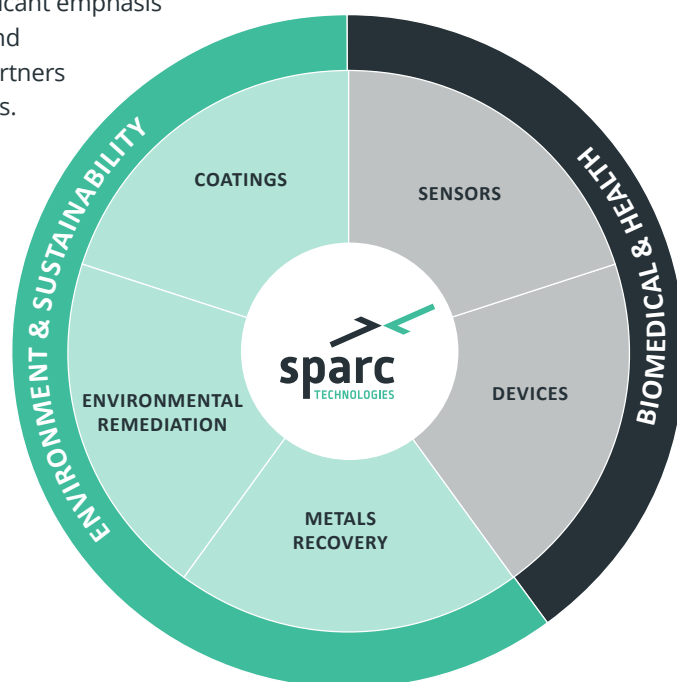 icant emphasis
nd
rtners
s.
ENVIRONMENT & SUSTAINABILITY
BIOMEDICAL & HEALTH
COATINGS
SENSORS
ENVIRONMENTAL
REMEDIATION
DEVICES
METALS
RECOVERY
sparc
TECHNOLOGIES